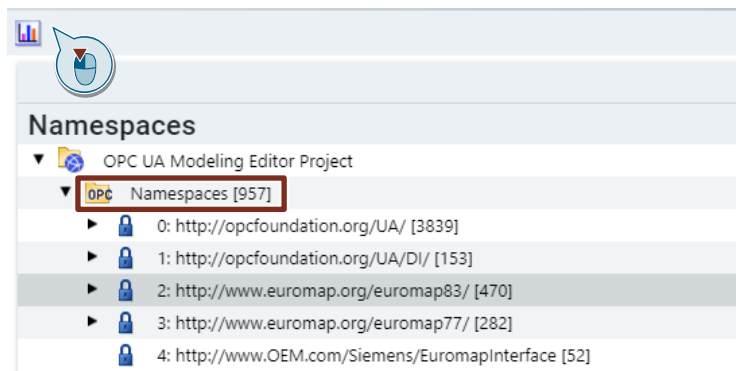 Namespaces
OPC UA Modeling Editor Project
OPC Namespaces [957]
0: http://opcfoundation.org/UA/ [3839]
1: http://opcfoundation.org/UA/DI/ [153]
2: http://www.euromap.org/euromap83/ [470]
3: http://www.euromap.org/euromap77/ [282]
4: http://www.OEM.com/Siemens/EuromapInterface [52]